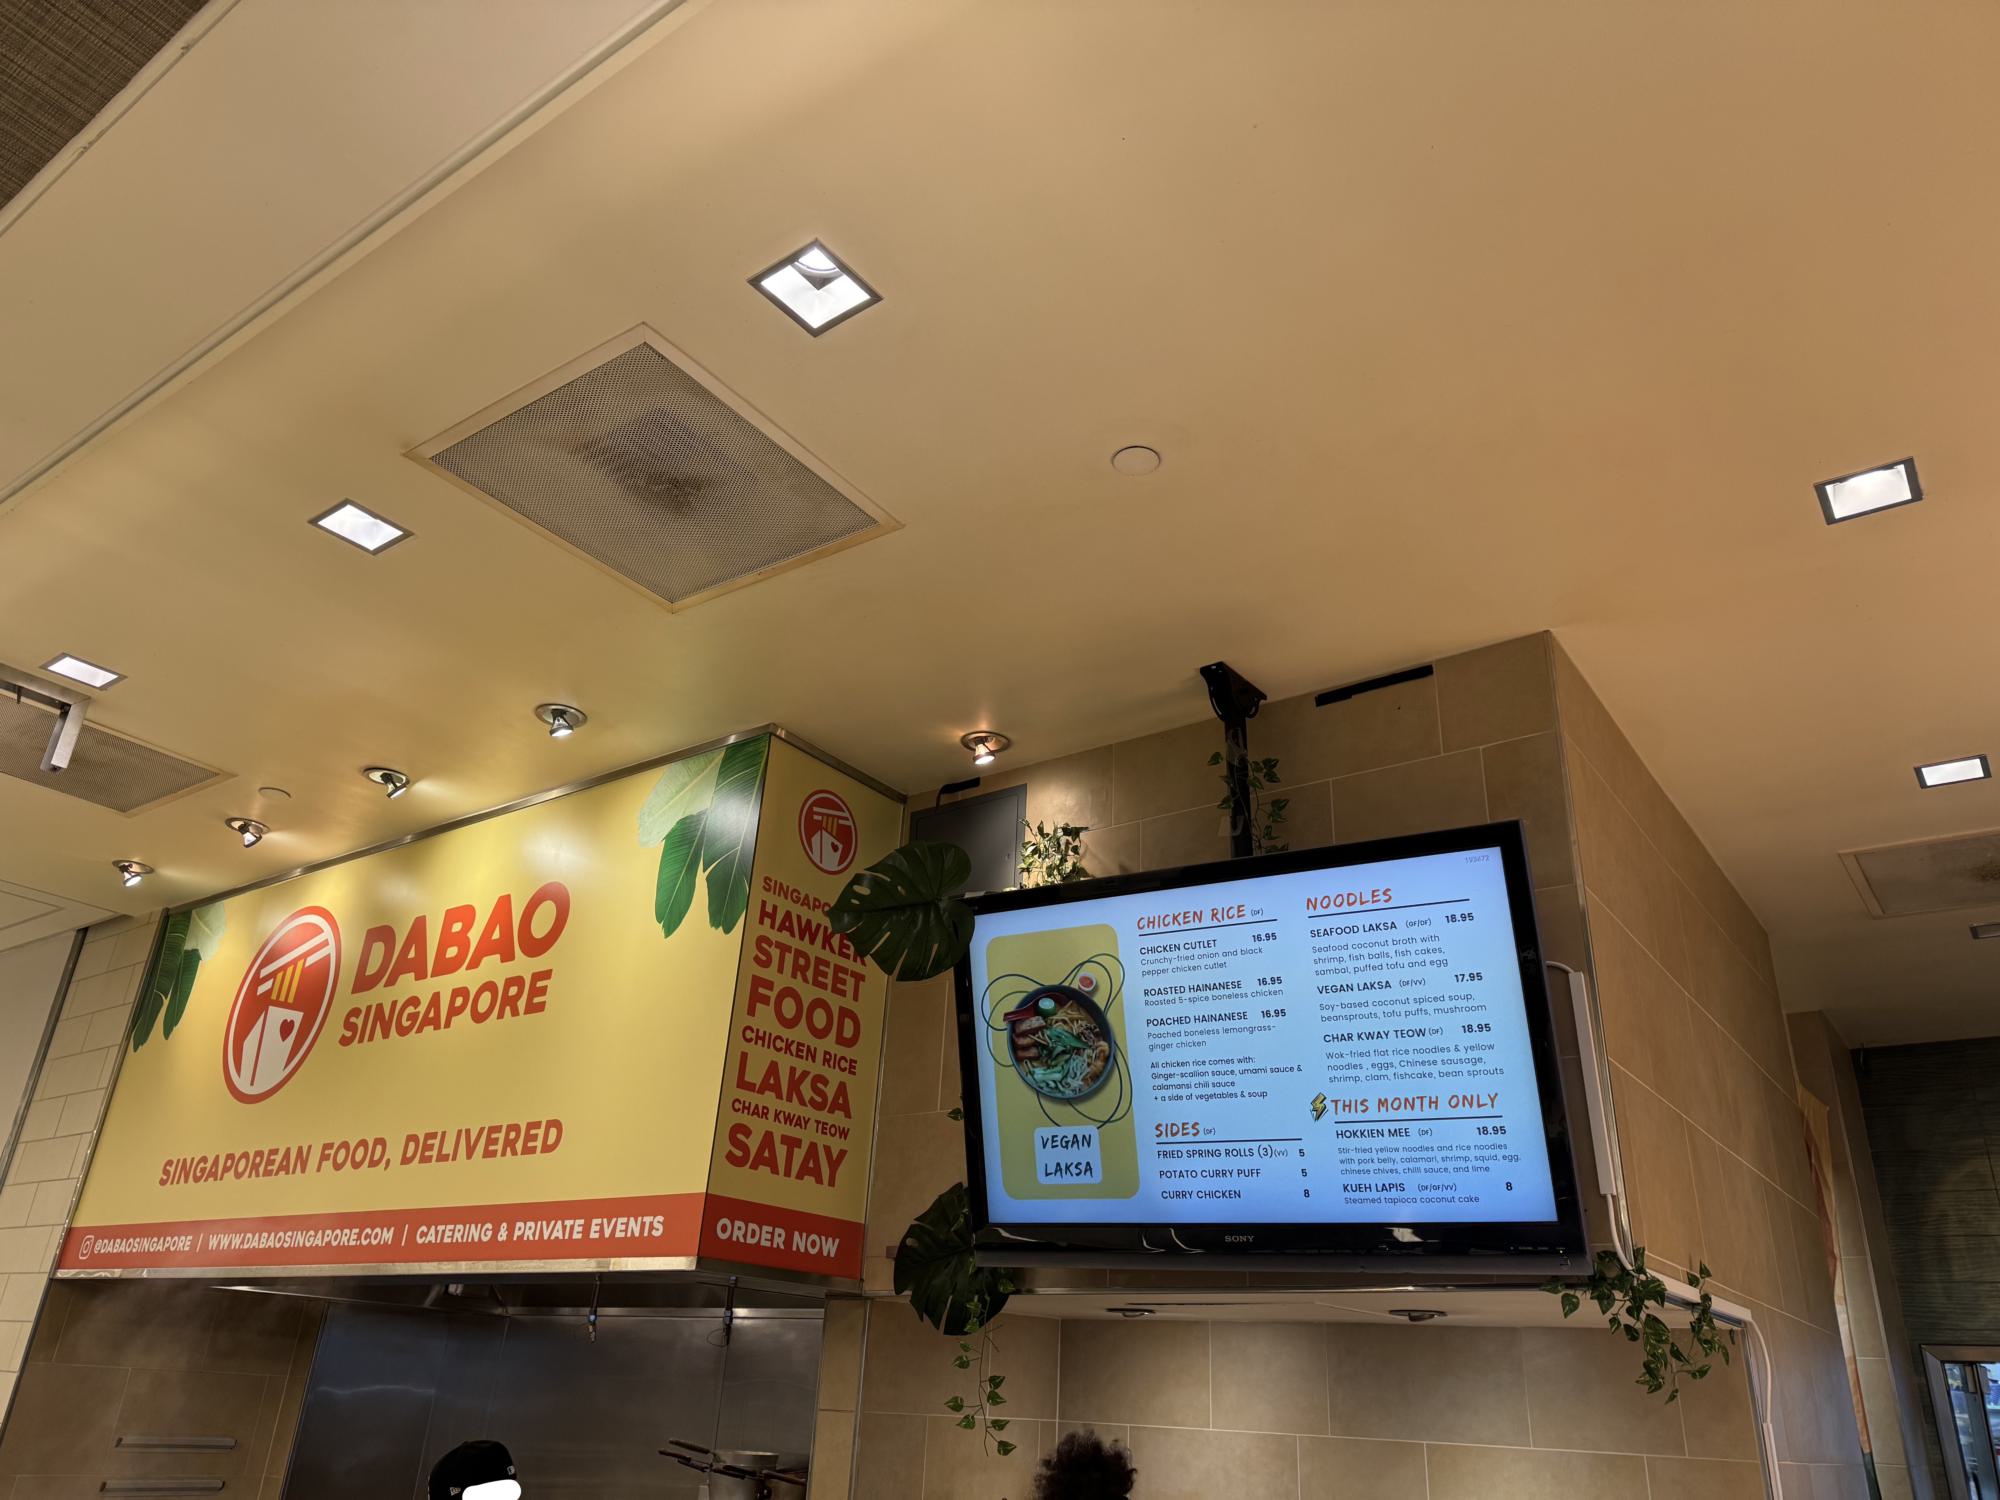 DABAO
SINGAPORE
SINGAPOREAN FOOD, DELIVERED
@DABAOSINGAPORE | WWW.DABAOSINGAPORE.COM | CATERING & PRIVATE EVENTS
HAWKER
STREET
FOOD
CHICKEN RICE
LAKSA
CHAR KWAY TEOW
SATAY
ORDER NOW
193672
VEGAN
LAKSA
CHICKEN RICE (DF)
CHICKEN CUTLET 16.95
Crunchy-fried onion and black
pepper chicken cutlet
ROASTED HAINANESE 16.95
Roasted 5-spice boneless chicken
POACHED HAINANESE 16.95
Poached boneless lemongrass-
ginger chicken
All chicken rice comes with:
Ginger-scallion sauce, umami sauce &
calamansi chili sauce
+ a side of vegetables & soup
SIDES (DF)
FRIED SPRING ROLLS (3)(VV) 5
POTATO CURRY PUFF 5
CURRY CHICKEN 8
NOODLES
SEAFOOD LAKSA (GF/DF) 18.95
Seafood coconut broth with
shrimp, fish balls, fish cakes,
sambal, puffed tofu and egg
VEGAN LAKSA (DF/VV) 17.95
Soy-based coconut spiced soup,
beansprouts, tofu puffs, mushroom
CHAR KWAY TEOW (DF) 18.95
Wok-fried flat rice noodles & yellow
noodles , eggs, Chinese sausage,
shrimp, clam, fishcake, bean sprouts
THIS MONTH ONLY
HOKKIEN MEE (DF) 18.95
Stir-fried yellow noodles and rice noodles
with pork belly, calamari, shrimp, squid, egg,
chinese chives, chilli sauce, and lime
KUEH LAPIS (DF/GF/VV) 8
Steamed tapioca coconut cake
SONY